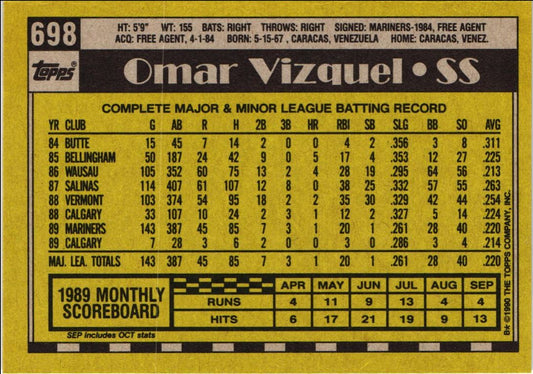 698 HT: 5'9" WT: 155 BATS: RIGHT THROWS: RIGHT SIGNED: MARINERS-1984, FREE AGENT
ACQ: FREE AGENT, 4-1-84 BORN: 5-15-67, CARACAS, VENEZUELA HOME: CARACAS, VENEZ.
Topps® Omar Vizquel • SS
COMPLETE MAJOR & MINOR LEAGUE BATTING RECORD
YR CLUB G AB R H 2B 3B HR RBI SB SLG BB SO AVG
84 BUTTE 15 45 7 14 2 0 0 4 2 .356 3 8 .311
85 BELLINGHAM 50 187 24 42 9 0 5 17 4 .353 12 27 .225
86 WAUSAU 105 352 60 75 13 2 4 28 19 .295 64 56 .213
87 SALINAS 114 407 61 107 12 8 0 38 25 .332 57 55 .263
88 VERMONT 103 374 54 95 18 2 2 35 30 .329 42 44 .254
88 CALGARY 33 107 10 24 2 3 1 12 2 .327 5 14 .224
89 MARINERS 143 387 45 85 7 3 1 20 1 .261 28 40 .220
89 CALGARY 7 28 3 6 2 0 0 3 0 .286 3 4 .214
MAJ. LEA. TOTALS 143 387 45 85 7 3 1 20 1 .261 28 40 .220
1989 MONTHLY SCOREBOARD
APR MAY JUN JUL AUG SEP
RUNS 4 11 9 13 4 4
HITS 6 17 21 19 9 13
SEP includes OCT stats
B* © 1990 THE TOPPS COMPANY, INC.